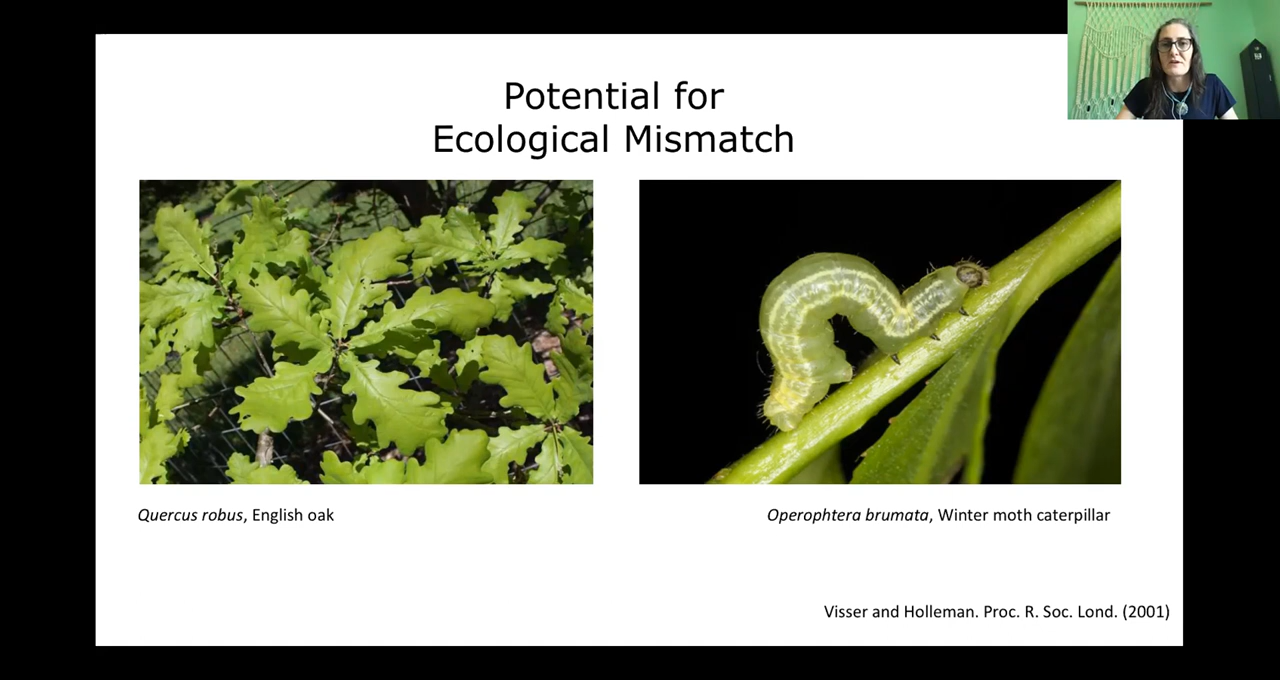 Potential for
Ecological Mismatch
Quercus robus, English oak
Operophtera brumata, Winter moth caterpillar
Visser and Holleman. Proc. R. Soc. Lond. (2001)